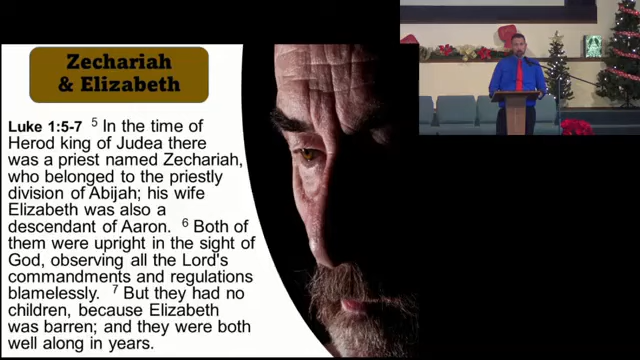 Zechariah
& Elizabeth
Luke 1:5-7 5 In the time of
Herod king of Judea there
was a priest named Zechariah,
who belonged to the priestly
division of Abijah; his wife
Elizabeth was also a
descendant of Aaron. 6 Both of
them were upright in the sight of
God, observing all the Lord's
commandments and regulations
blamelessly. 7 But they had no
children, because Elizabeth
was barren; and they were both
well along in years.